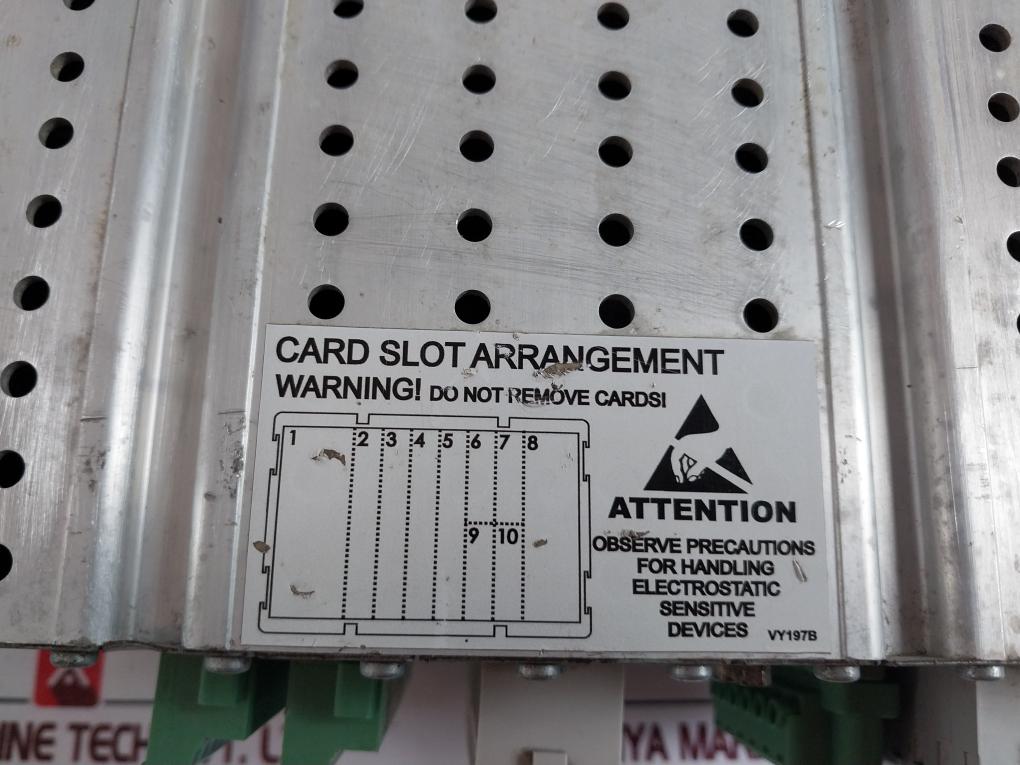 CARD SLOT ARRANGEMENT
WARNING! DO NOT REMOVE CARDS!
1 2 3 4 5 6 7 8
9 10
ATTENTION
OBSERVE PRECAUTIONS
FOR HANDLING
ELECTROSTATIC
SENSITIVE
DEVICES
VY197B